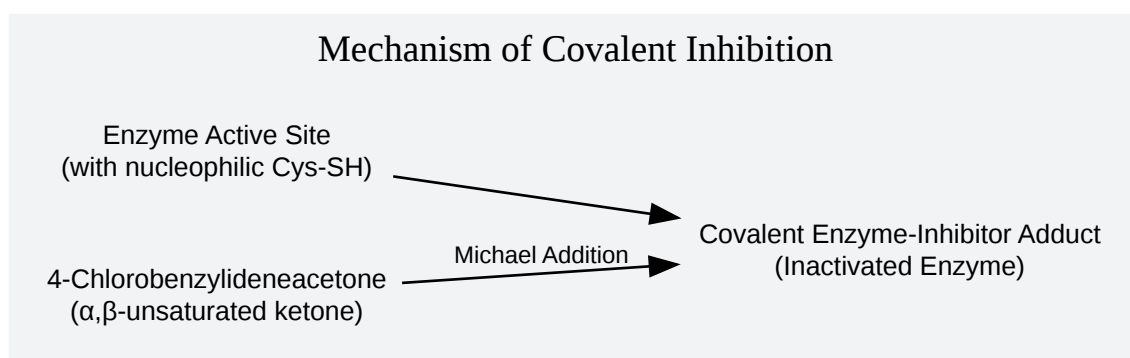 Mechanism of Covalent Inhibition
Enzyme Active Site
(with nucleophilic Cys-SH)
Michael Addition
4-Chlorobenzylideneacetone
(α,β-unsaturated ketone)
Covalent Enzyme-Inhibitor Adduct
(Inactivated Enzyme)